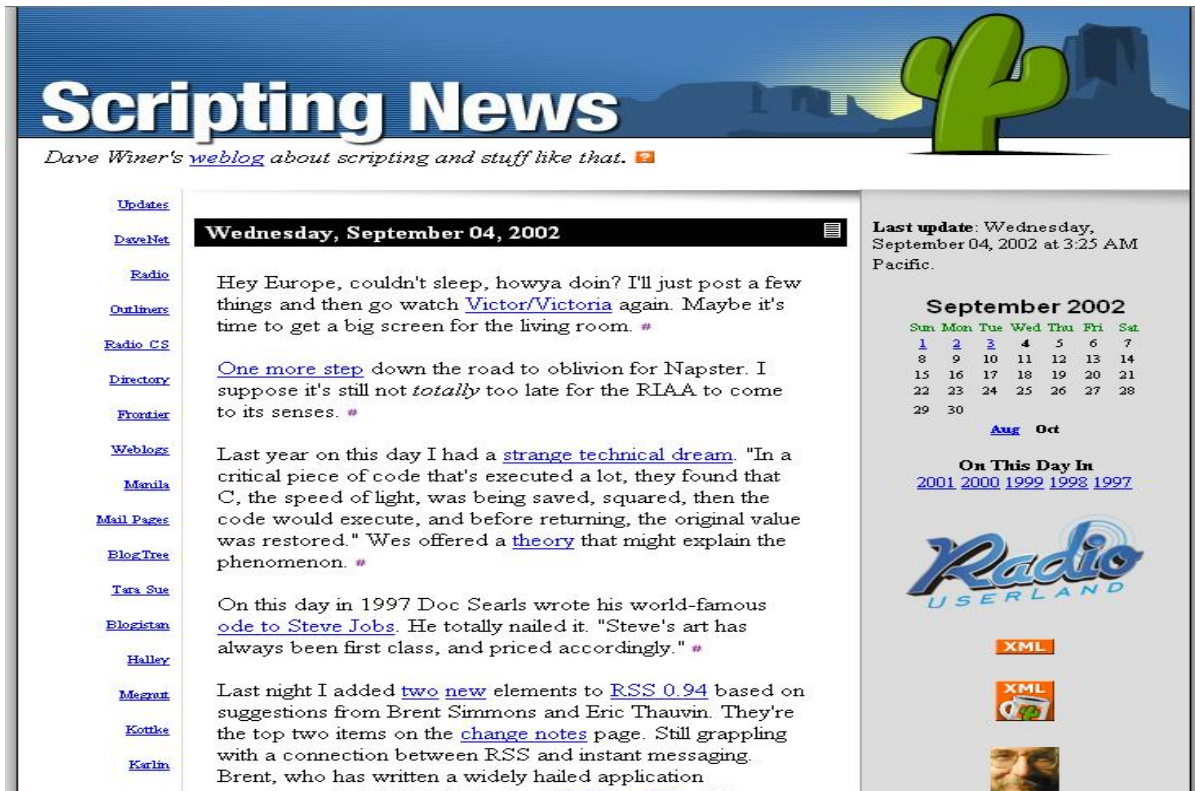 Scripting News
Dave Winer's weblog about scripting and stuff like that. ?
Updates
DaveNet
Radio
Outliners
Radio CS
Directory
Frontier
Weblogs
Manila
Mail Pages
BlogTree
Tara Sue
Blogistan
Halley
Megnut
Kottke
Karlin
Wednesday, September 04, 2002
Hey Europe, couldn't sleep, howya doin? I'll just post a few
things and then go watch Victor/Victoria again. Maybe it's
time to get a big screen for the living room. #
One more step down the road to oblivion for Napster. I
suppose it's still not totally too late for the RIAA to come
to its senses. #
Last year on this day I had a strange technical dream. "In a
critical piece of code that's executed a lot, they found that
C, the speed of light, was being saved, squared, then the
code would execute, and before returning, the original value
was restored." Wes offered a theory that might explain the
phenomenon. #
On this day in 1997 Doc Searls wrote his world-famous
ode to Steve Jobs. He totally nailed it. "Steve's art has
always been first class, and priced accordingly." #
Last night I added two new elements to RSS 0.94 based on
suggestions from Brent Simmons and Eric Thauvin. They're
the top two items on the change notes page. Still grappling
with a connection between RSS and instant messaging.
Brent, who has written a widely hailed application
Last update: Wednesday,
September 04, 2002 at 3:25 AM
Pacific.
September 2002
Sun Mon Tue Wed Thu Fri Sat
1 2 3 4 5 6 7
8 9 10 11 12 13 14
15 16 17 18 19 20 21
22 23 24 25 26 27 28
29 30
Aug Oct
On This Day In
2001 2000 1999 1998 1997
Radio
USERLAND
XML
XML